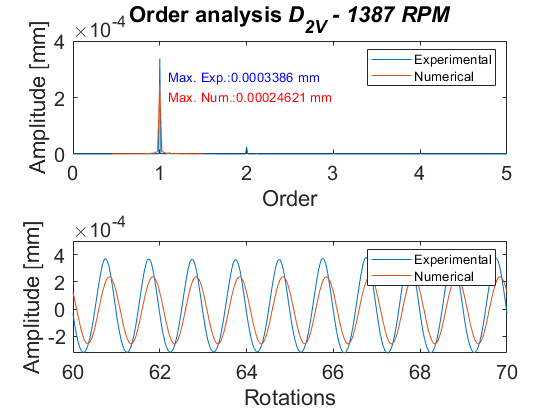 Order analysis D2V - 1387 RPM
×10-4
4
Experimental
Numerical
Max. Exp.:0.0003386 mm
Max. Num.:0.00024621 mm
2
0
Amplitude [mm]
0 1 2 3 4 5
Order
×10-4
Experimental
Numerical
4
2
0
-2
Amplitude [mm]
60 62 64 66 68 70
Rotations